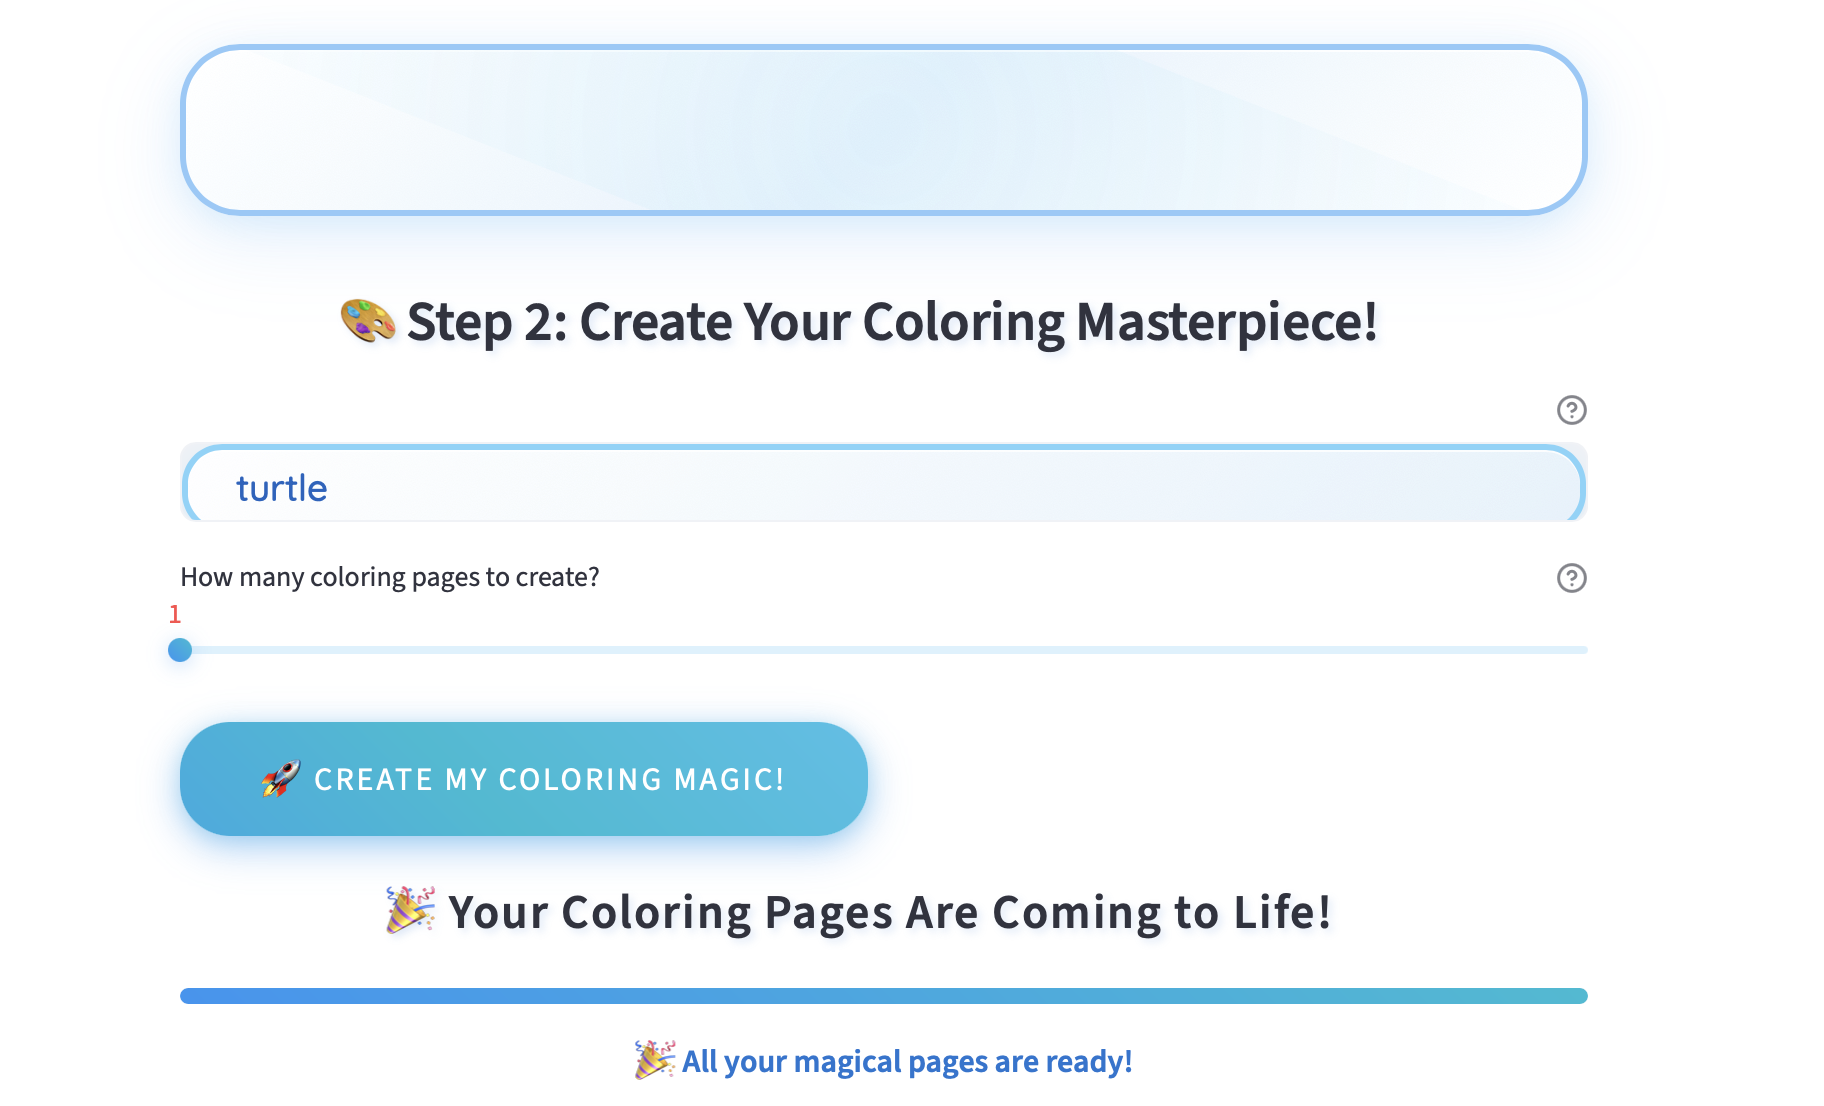 🎨 Step 2: Create Your Coloring Masterpiece!
turtle
How many coloring pages to create?
1
🚀 CREATE MY COLORING MAGIC!
🎉 Your Coloring Pages Are Coming to Life!
🎉 All your magical pages are ready!